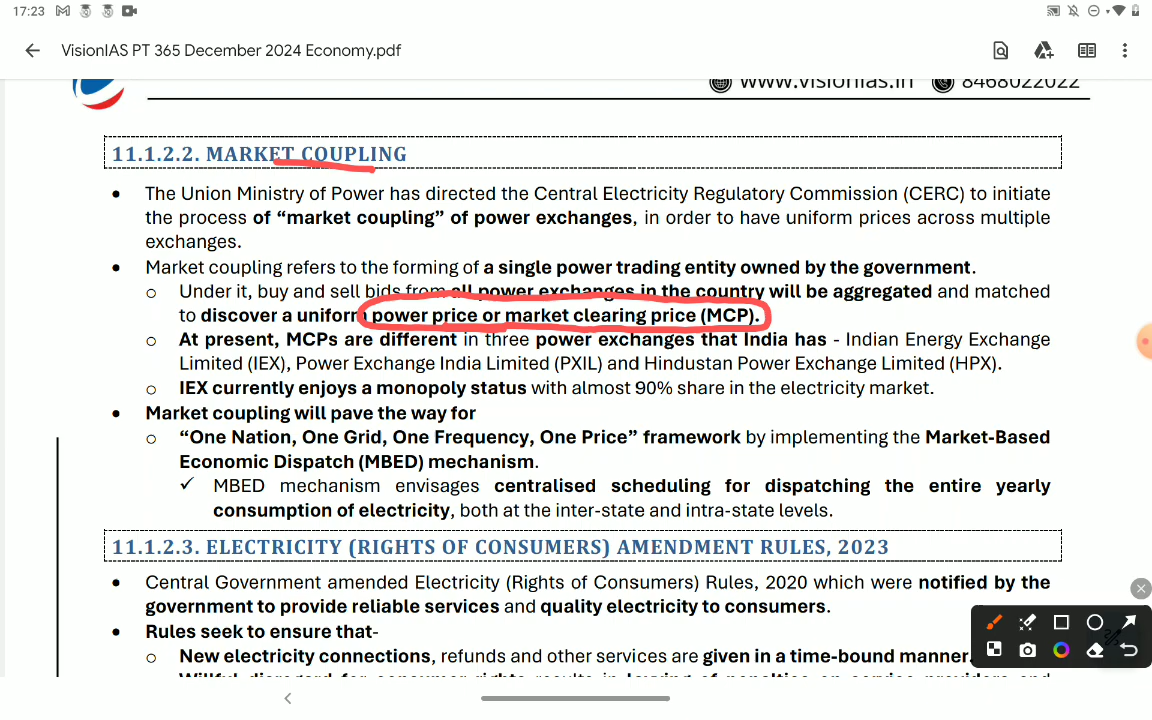 17:23
VisionIAS PT 365 December 2024 Economy.pdf
www.visionias.in 8468022022
11.1.2.2. MARKET COUPLING
• The Union Ministry of Power has directed the Central Electricity Regulatory Commission (CERC) to initiate
the process of “market coupling” of power exchanges, in order to have uniform prices across multiple
exchanges.
• Market coupling refers to the forming of a single power trading entity owned by the government.
o Under it, buy and sell bids from all power exchanges in the country will be aggregated and matched
to discover a uniform power price or market clearing price (MCP).
o At present, MCPs are different in three power exchanges that India has - Indian Energy Exchange
Limited (IEX), Power Exchange India Limited (PXIL) and Hindustan Power Exchange Limited (HPX).
o IEX currently enjoys a monopoly status with almost 90% share in the electricity market.
• Market coupling will pave the way for
o “One Nation, One Grid, One Frequency, One Price” framework by implementing the Market-Based
Economic Dispatch (MBED) mechanism.
✓ MBED mechanism envisages centralised scheduling for dispatching the entire yearly
consumption of electricity, both at the inter-state and intra-state levels.
11.1.2.3. ELECTRICITY (RIGHTS OF CONSUMERS) AMENDMENT RULES, 2023
• Central Government amended Electricity (Rights of Consumers) Rules, 2020 which were notified by the
government to provide reliable services and quality electricity to consumers.
• Rules seek to ensure that-
o New electricity connections, refunds and other services are given in a time-bound manner.